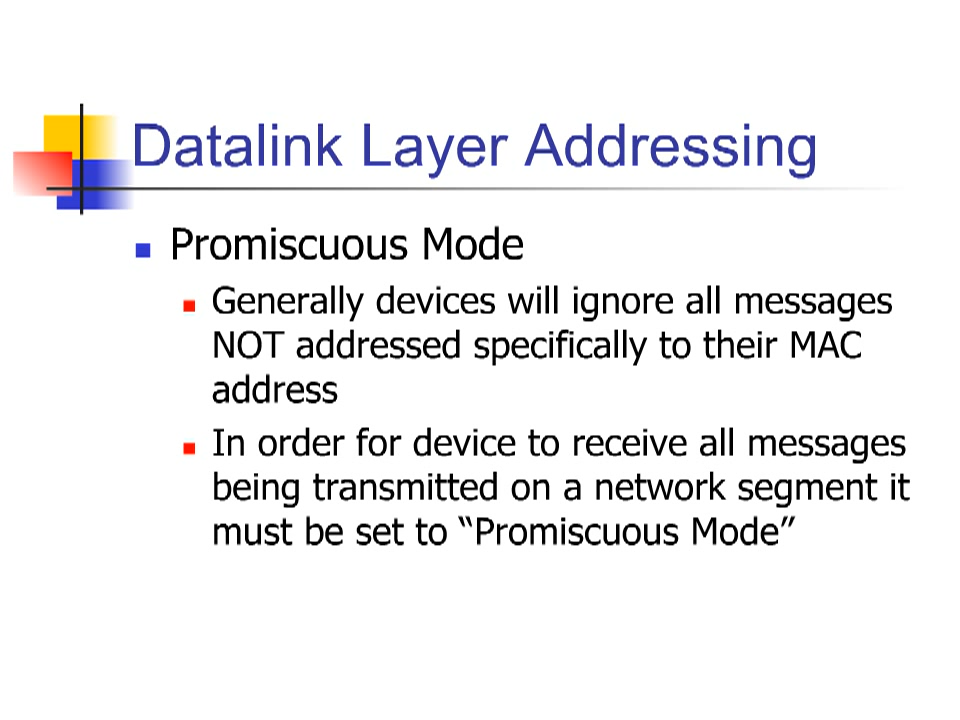 Datalink Layer Addressing
Promiscuous Mode
Generally devices will ignore all messages
NOT addressed specifically to their MAC
address
In order for device to receive all messages
being transmitted on a network segment it
must be set to “Promiscuous Mode”